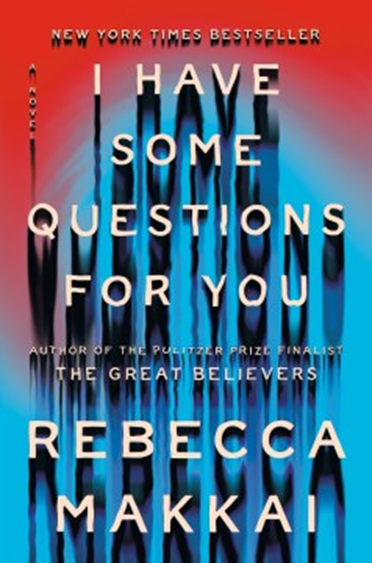 NEW YORK TIMES BESTSELLER
A NOVEL
I HAVE
SOME
QUESTIONS
FOR YOU
AUTHOR OF THE PULITZER PRIZE FINALIST
THE GREAT BELIEVERS
REBECCA
MAKKAI